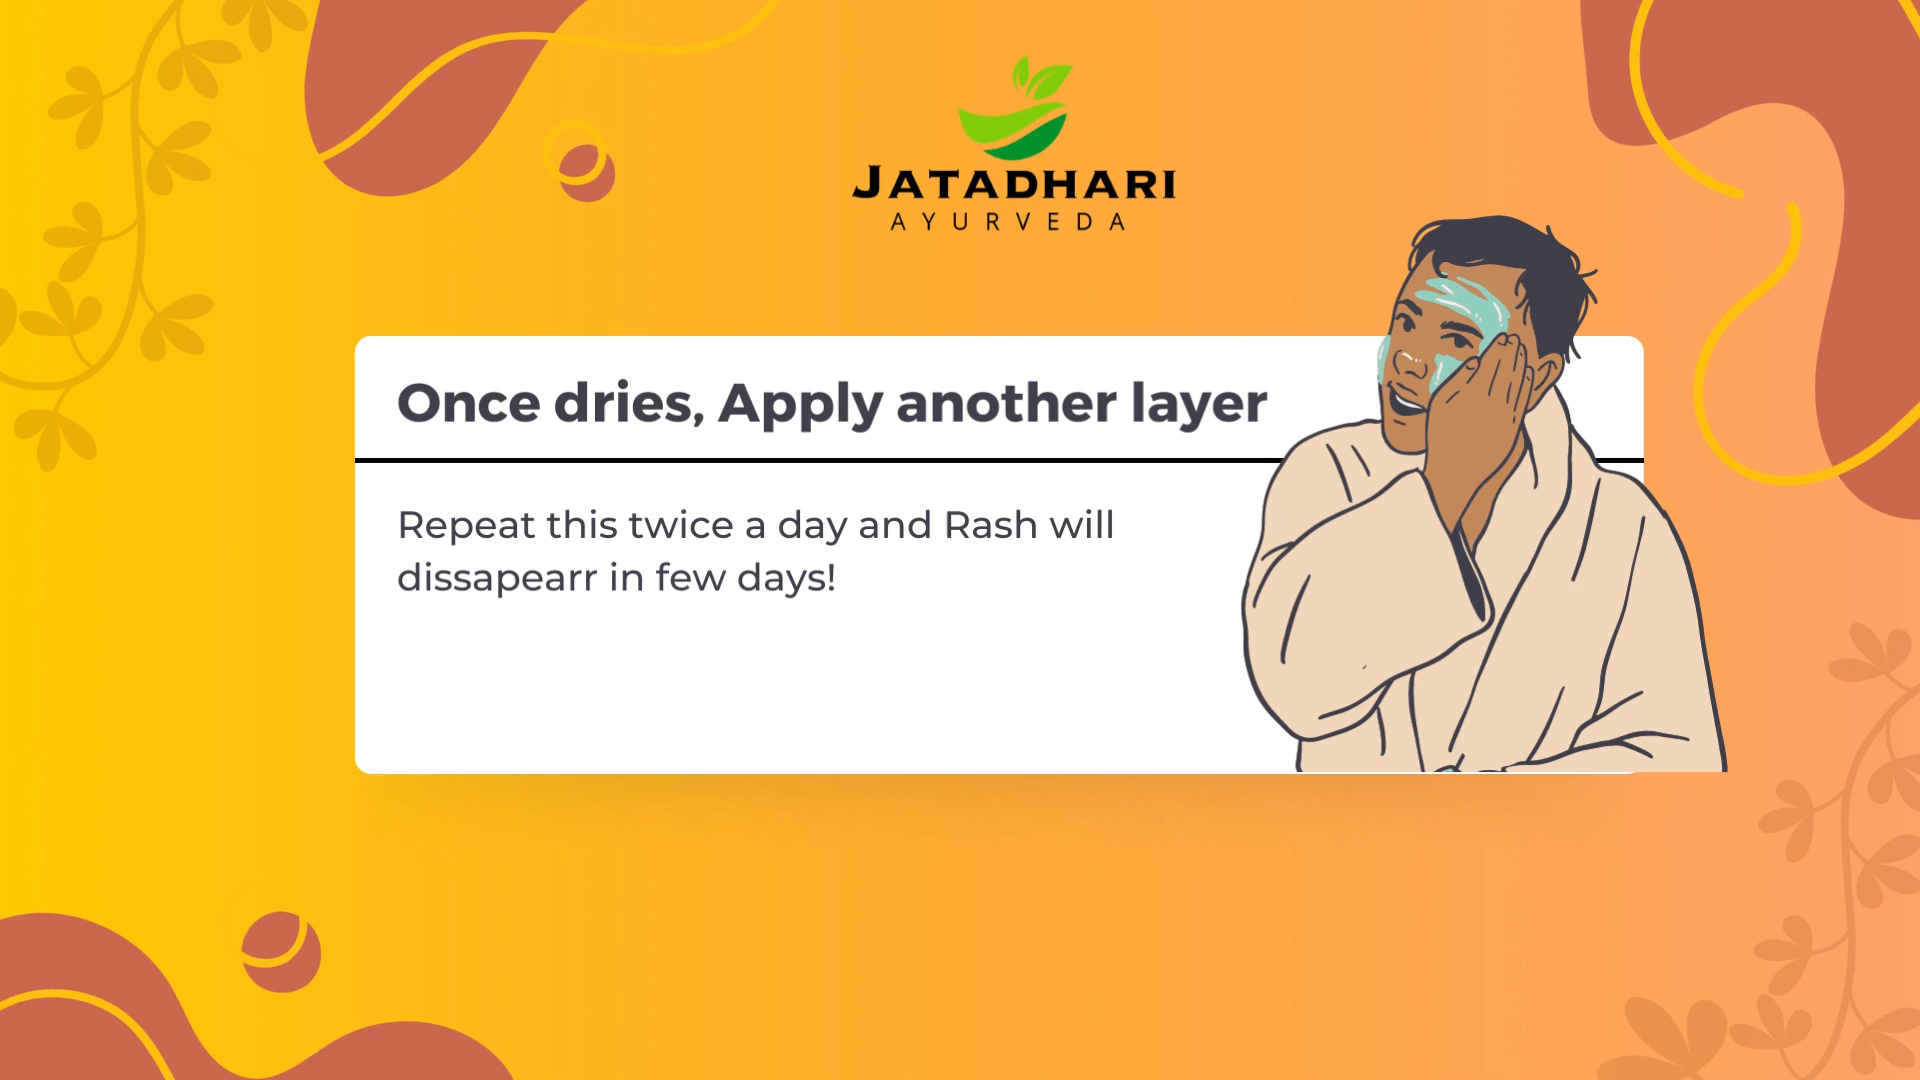 JATADHARI
AYURVEDA
Once dries, Apply another layer
Repeat this twice a day and Rash will
dissapearr in few days!